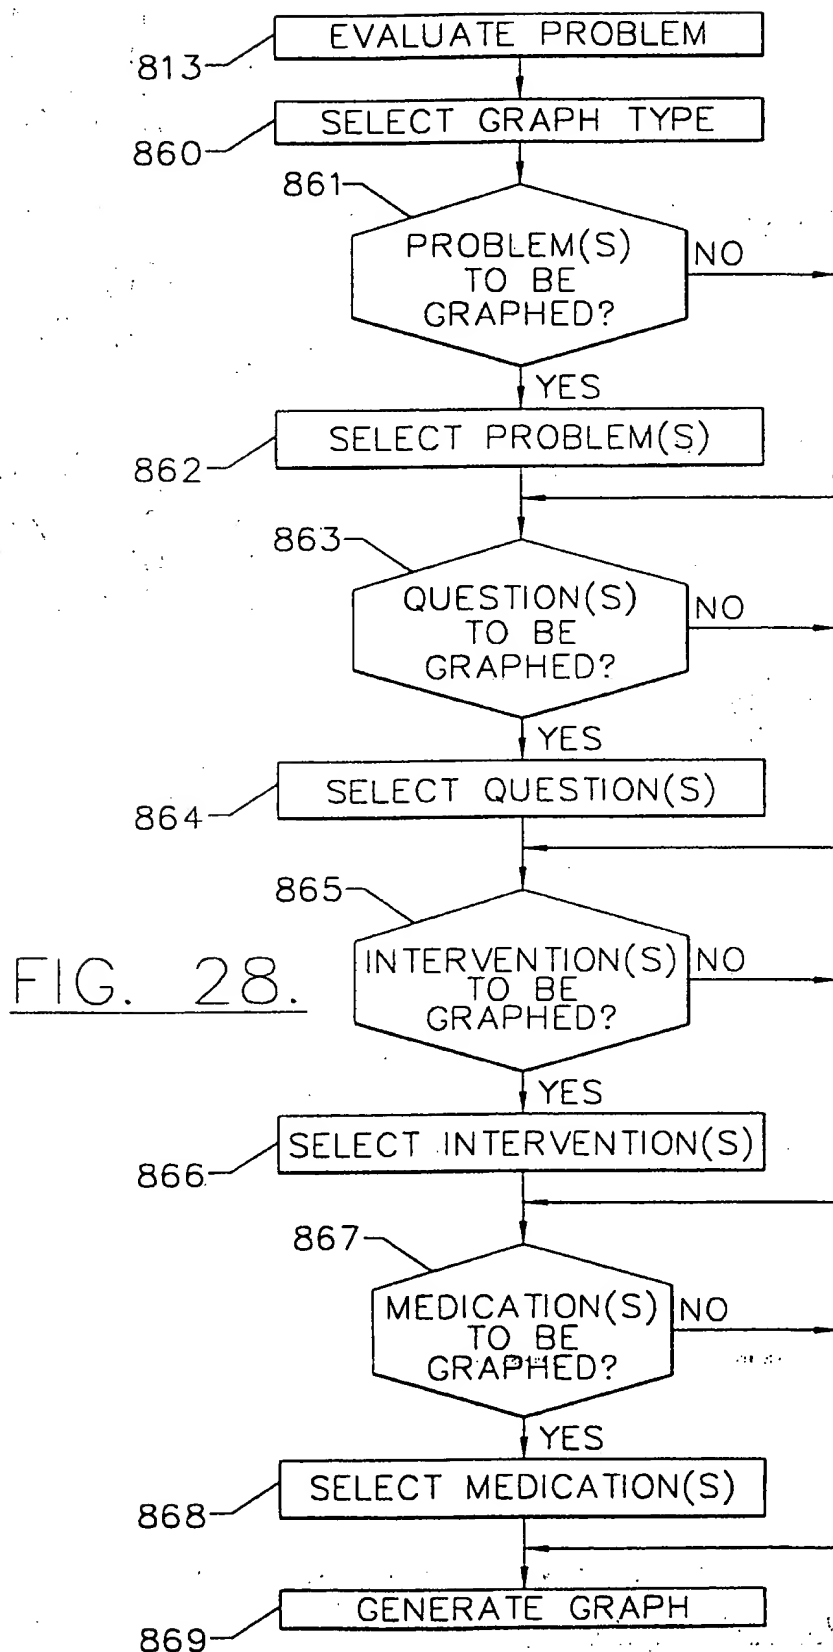 EVALUATE PROBLEM
813
SELECT GRAPH TYPE
860
861
PROBLEM(S)
TO BE
GRAPHED?
NO
YES
SELECT PROBLEM(S)
862
863
QUESTION(S)
TO BE
GRAPHED?
NO
YES
SELECT QUESTION(S)
864
865
INTERVENTION(S)
TO BE
GRAPHED?
NO
FIG. 28.
YES
SELECT INTERVENTION(S)
866
867
MEDICATION(S)
TO BE
GRAPHED?
NO
YES
SELECT MEDICATION(S)
868
GENERATE GRAPH
869